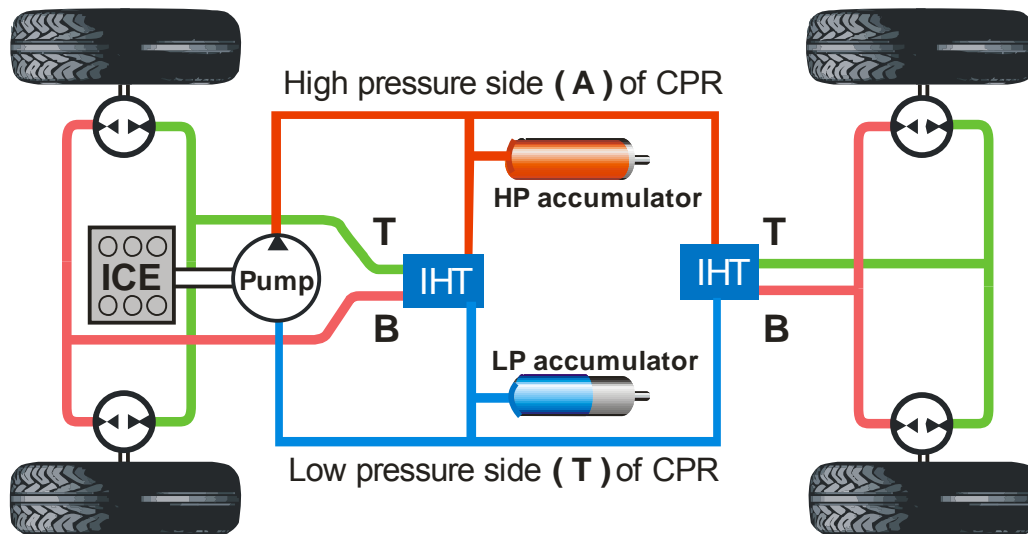 High pressure side ( A ) of CPR
HP accumulator
T
T
ICE
Pump
IHT
IHT
B
B
LP accumulator
Low pressure side ( T ) of CPR